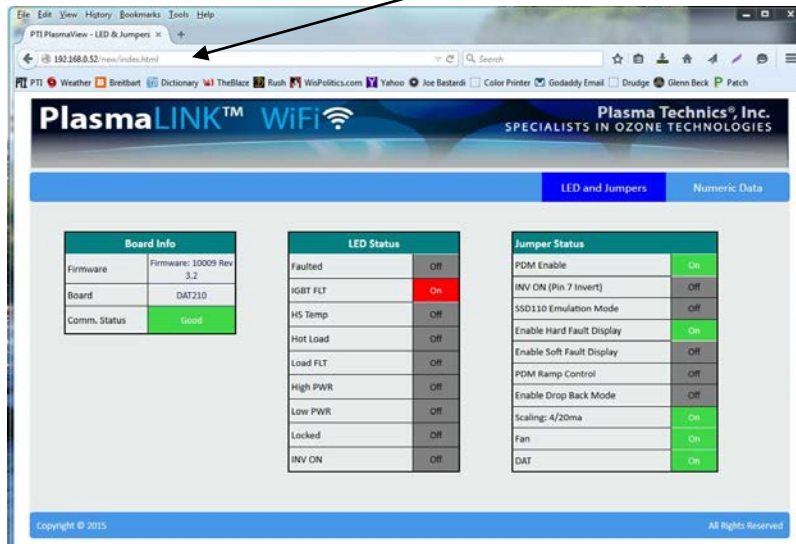 File Edit View History Bookmarks Tools Help
PTI PlasmaView - LED & Jumpers × +
192.168.0.52/new/index.html
Search
PTI Weather Breitbart Dictionary TheBlaze Rush WisPolitics.com Yahoo Joe Bastardi Color Printer Godaddy Email Drudge Glenn Beck Patch
PlasmaLINK™ WiFi
Plasma Technics®, Inc.
SPECIALISTS IN OZONE TECHNOLOGIES
LED and Jumpers Numeric Data
Board Info
Firmware Firmware: 10009 Rev 3.2
Board DAT210
Comm. Status Good
LED Status
Faulted Off
IGBT FLT On
HS Temp Off
Hot Load Off
Load FLT Off
High PWR Off
Low PWR Off
Locked Off
INV ON Off
Jumper Status
PDM Enable On
INV ON (Pin 7 Invert) Off
SSD110 Emulation Mode Off
Enable Hard Fault Display On
Enable Soft Fault Display Off
PDM Ramp Control Off
Enable Drop Back Mode Off
Scaling: 4/20ma On
Fan On
DAT On
Copyright © 2015
All Rights Reserved